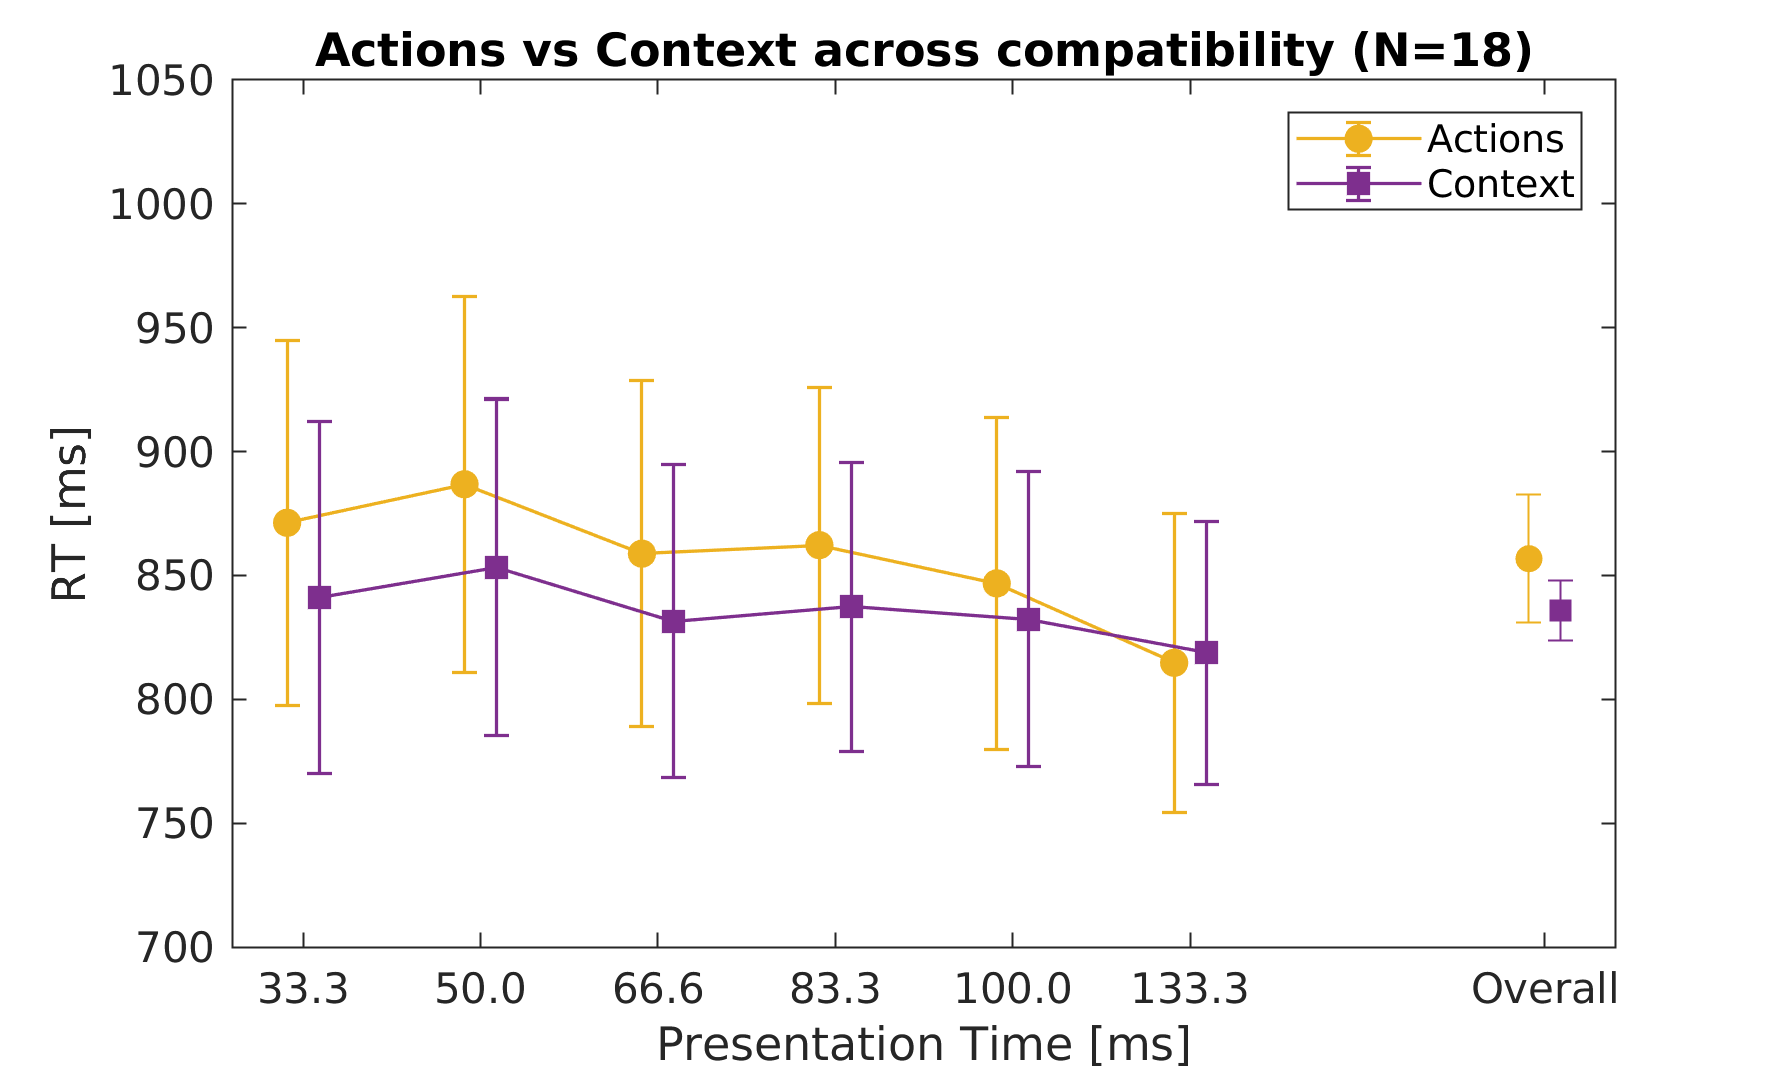 Actions vs Context across compatibility (N=18)
1050
1000
950
900
850
800
750
700
RT [ms]
Actions
Context
33.3 50.0 66.6 83.3 100.0 133.3 Overall
Presentation Time [ms]